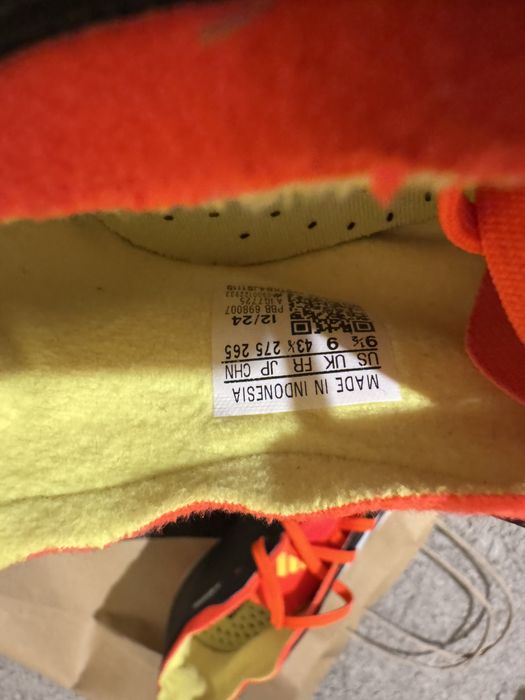 MADE IN INDONESIA
US UK FR JP CHN
9½ 9 43⅓ 275 265
12/24
PBB 698007